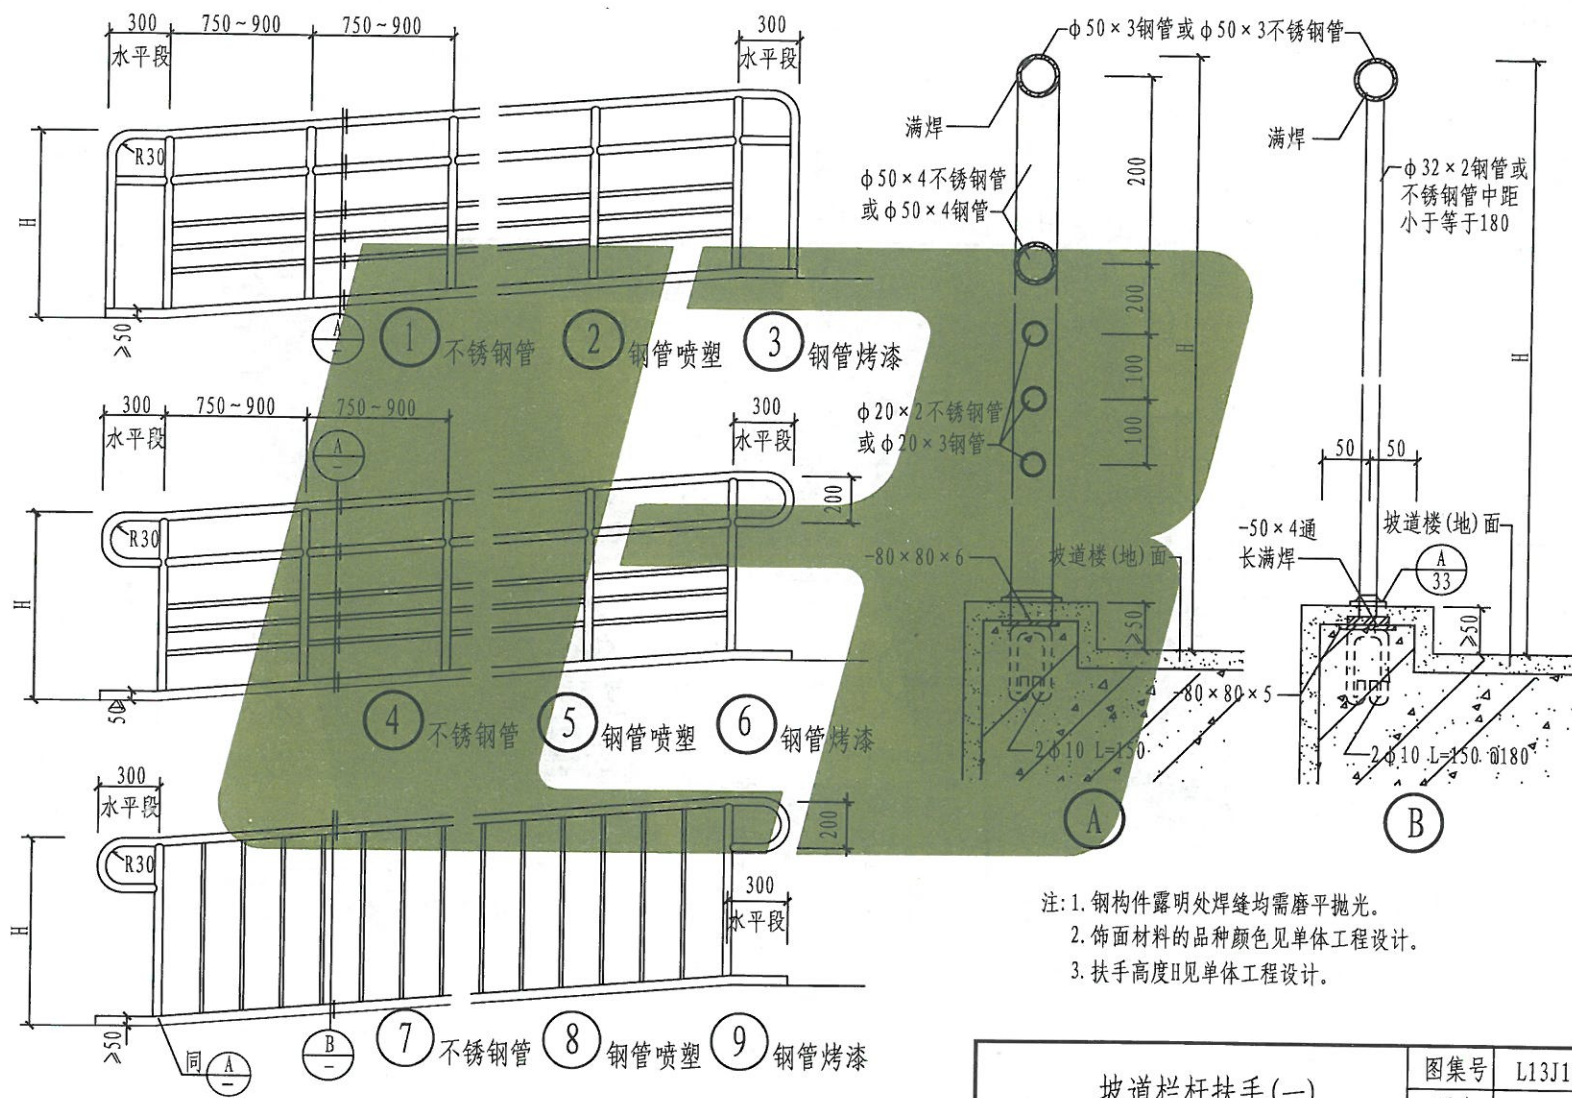 300
750~900
750~900
300
水平段
水平段
R30
H
≥50
A
-
1 不锈钢管
2 钢管喷塑
3 钢管烤漆
300
750~900
750~900
300
水平段
水平段
A
-
R30
200
H
50
4 不锈钢管
5 钢管喷塑
6 钢管烤漆
300
水平段
R30
200
H
300
水平段
≥50
同 A
-
B
-
7 不锈钢管
8 钢管喷塑
9 钢管烤漆
φ50×3钢管或φ50×3不锈钢管
满焊
φ50×4不锈钢管
或φ50×4钢管
200
200
100
100
H
φ20×2不锈钢管
或φ20×3钢管
-80×80×6
坡道楼(地)面
≥50
2φ10 L=150
A
满焊
φ32×2钢管或
不锈钢管中距
小于等于180
H
50
50
-50×4通
长满焊
坡道楼(地)面
A
33
≥50
-80×80×5
2φ10 L=150 @180
B
注:1. 钢构件露明处焊缝均需磨平抛光。
2. 饰面材料的品种颜色见单体工程设计。
3. 扶手高度H见单体工程设计。
坡道栏杆扶手(一)
图集号
L13J1